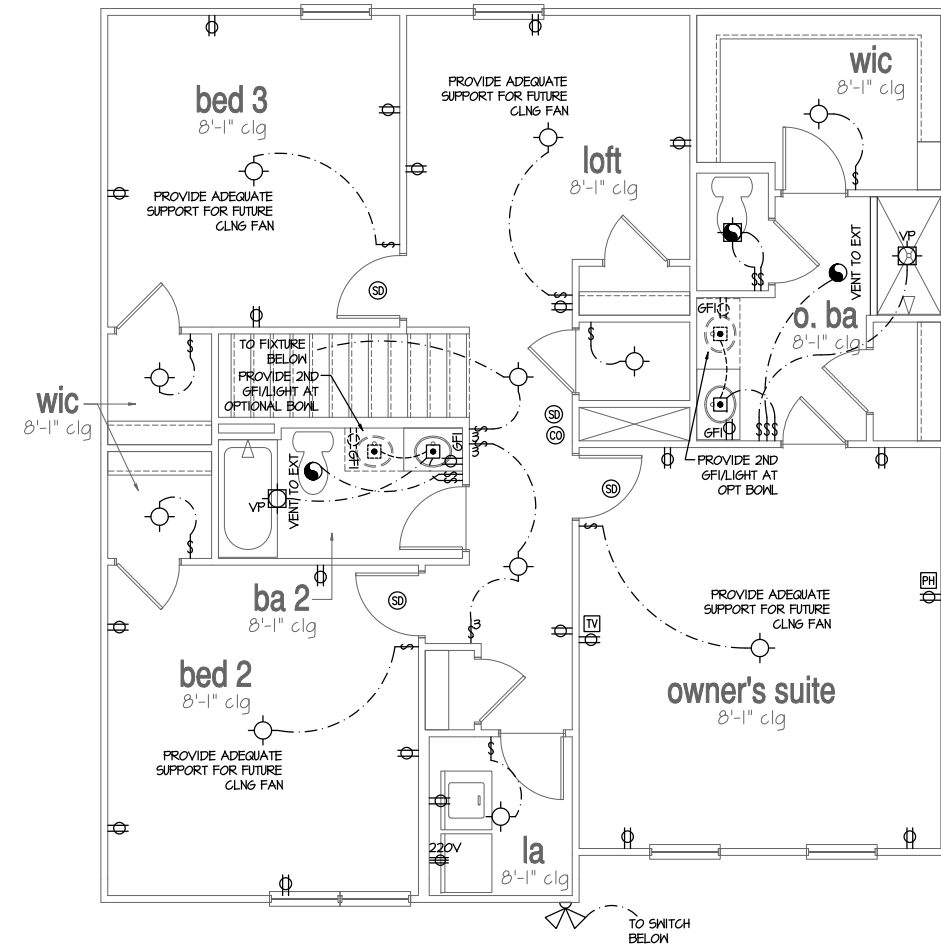 bed 3
8'-1" clg
PROVIDE ADEQUATE
SUPPORT FOR FUTURE
CLNG FAN
PROVIDE ADEQUATE
SUPPORT FOR FUTURE
CLNG FAN
loft
8'-1" clg
wic
8'-1" clg
VP
VENT TO EXT
SD
GFI
o. ba
8'-1" clg
GFI
TO FIXTURE
BELOW
PROVIDE 2ND
GFI/LIGHT AT
OPTIONAL BOWL
wic
8'-1" clg
SD
CO
GFI
GFI
VENT TO EXT
VP
PROVIDE 2ND
GFI/LIGHT AT
OPT BOWL
SD
ba 2
8'-1" clg
SD
3
3
3
TV
PH
PROVIDE ADEQUATE
SUPPORT FOR FUTURE
CLNG FAN
owner's suite
8'-1" clg
bed 2
8'-1" clg
PROVIDE ADEQUATE
SUPPORT FOR FUTURE
CLNG FAN
220V
la
8'-1" clg
TO SWITCH
BELOW